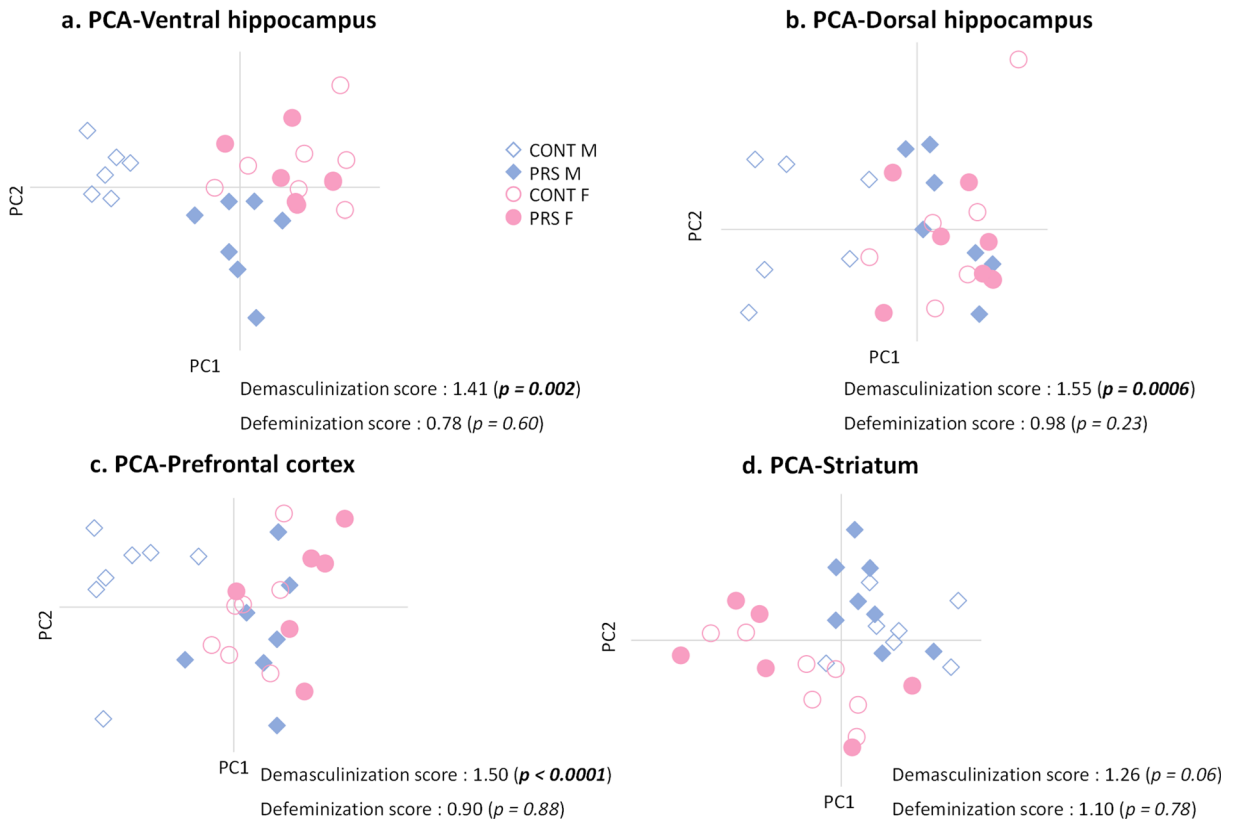 a. PCA-Ventral hippocampus
PC2
PC1
Demasculinization score : 1.41 (p = 0.002)
Defeminization score : 0.78 (p = 0.60)
CONT M
PRS M
CONT F
PRS F
b. PCA-Dorsal hippocampus
PC2
PC1
Demasculinization score : 1.55 (p = 0.0006)
Defeminization score : 0.98 (p = 0.23)
c. PCA-Prefrontal cortex
PC2
PC1
Demasculinization score : 1.50 (p < 0.0001)
Defeminization score : 0.90 (p = 0.88)
d. PCA-Striatum
PC2
PC1
Demasculinization score : 1.26 (p = 0.06)
Defeminization score : 1.10 (p = 0.78)